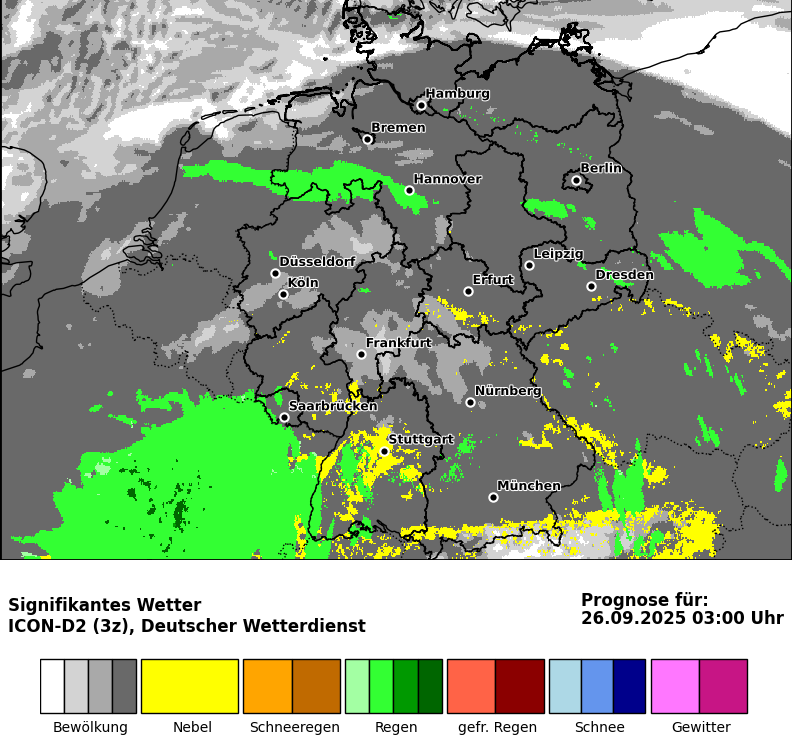 Hamburg
Bremen
Berlin
Hannover
Leipzig
Düsseldorf
Dresden
Erfurt
Köln
Frankfurt
Nürnberg
Saarbrücken
Stuttgart
München
Signifikantes Wetter
ICON-D2 (3z), Deutscher Wetterdienst
Prognose für:
26.09.2025 03:00 Uhr
Bewölkung
Nebel
Schneeregen
Regen
gefr. Regen
Schnee
Gewitter